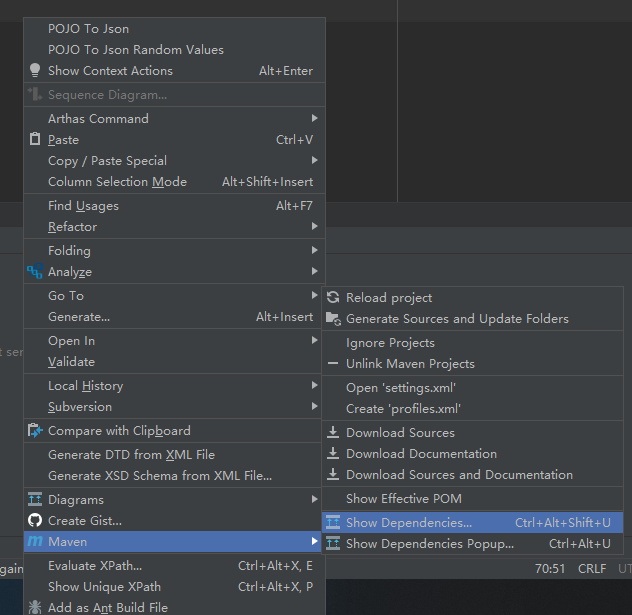 POJO To Json
POJO To Json Random Values
Show Context Actions Alt+Enter
Sequence Diagram...
Arthas Command
Paste Ctrl+V
Copy / Paste Special
Column Selection Mode Alt+Shift+Insert
Find Usages Alt+F7
Refactor
Folding
Analyze
Go To
Generate... Alt+Insert
Open In
Validate
Local History
Subversion
Compare with Clipboard
Generate DTD from XML File
Generate XSD Schema from XML File...
Diagrams
Create Gist...
Maven
Evaluate XPath... Ctrl+Alt+X, E
Show Unique XPath Ctrl+Alt+X, P
Add as Ant Build File
Reload project
Generate Sources and Update Folders
Ignore Projects
Unlink Maven Projects
Open 'settings.xml'
Create 'profiles.xml'
Download Sources
Download Documentation
Download Sources and Documentation
Show Effective POM
Show Dependencies... Ctrl+Alt+Shift+U
Show Dependencies Popup... Ctrl+Alt+U
t ser
gain
70:51 CRLF UT